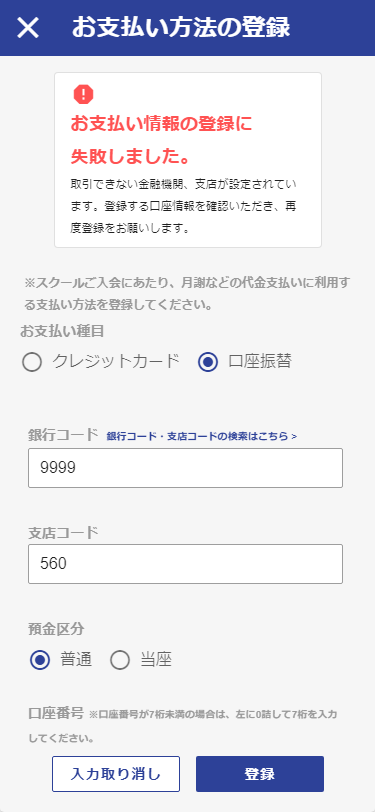 お支払い方法の登録
お支払い情報の登録に
失敗しました。
取引できない金融機関、支店が設定されてい
ます。登録する口座情報を確認いただき、再
度登録をお願いします。
※スクールご入会にあたり、月謝などの代金支払いに利用す
る支払い方法を登録してください。
お支払い種目
クレジットカード 口座振替
銀行コード 銀行コード・支店コードの検索はこちら >
9999
支店コード
560
預金区分
普通 当座
口座番号 ※口座番号が7桁未満の場合は、左に0詰して7桁を入力
してください。
入力取り消し 登録